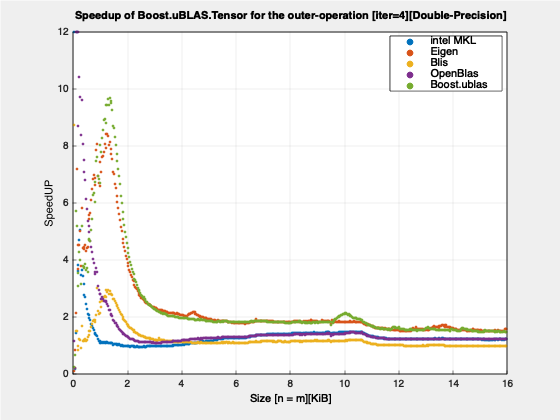 Speedup of Boost.uBLAS.Tensor for the outer-operation [iter=4][Double-Precision]
intel MKL
Eigen
Blis
OpenBlas
Boost.ublas
12
10
8
6
4
2
0
SpeedUP
0 2 4 6 8 10 12 14 16
Size [n = m][KiB]